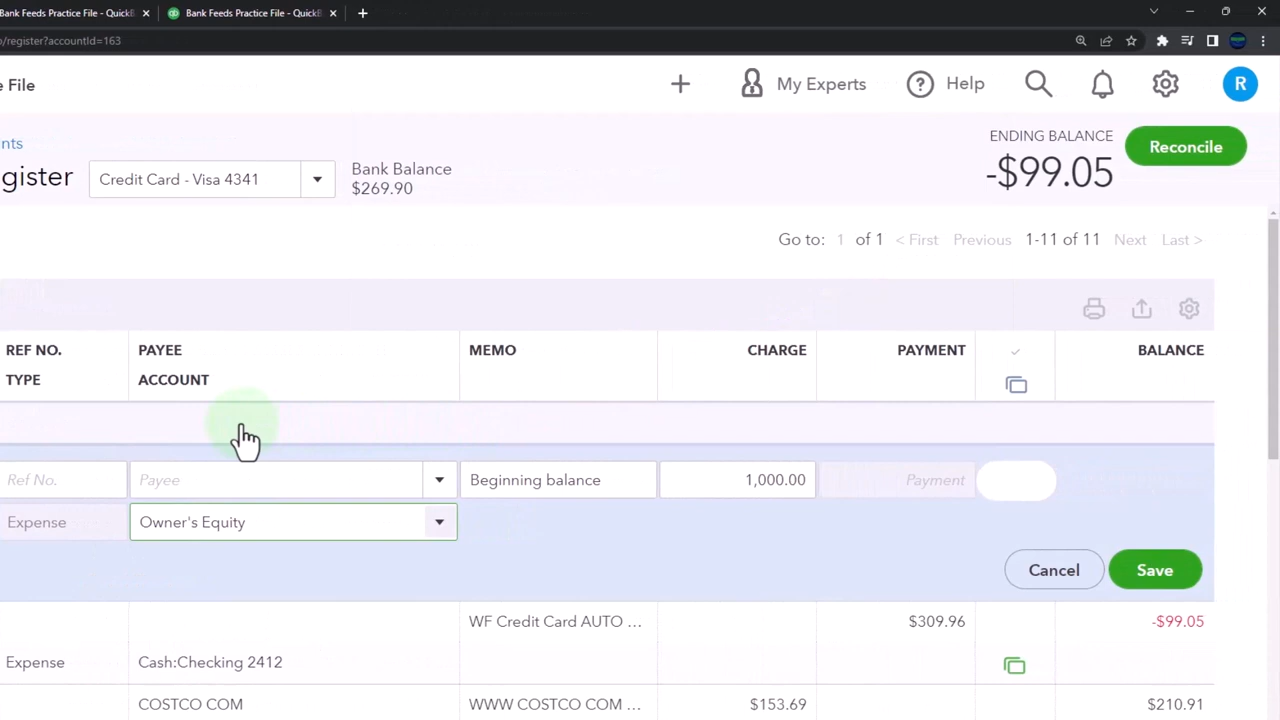 Bank Feeds Practice File - QuickB × Bank Feeds Practice File - QuickB × +
o/register?accountId=163
e File + My Experts Help R
nts
gister Credit Card - Visa 4341 Bank Balance
$269.90
ENDING BALANCE
-$99.05
Reconcile
Go to: 1 of 1 < First Previous 1-11 of 11 Next Last >
REF NO. PAYEE MEMO CHARGE PAYMENT ✓ BALANCE
TYPE ACCOUNT
Ref No. Payee Beginning balance 1,000.00 Payment
Expense Owner's Equity
Cancel Save
WF Credit Card AUTO ... $309.96 -$99.05
Expense Cash:Checking 2412
COSTCO COM WWW COSTCO COM ... $153.69 $210.91